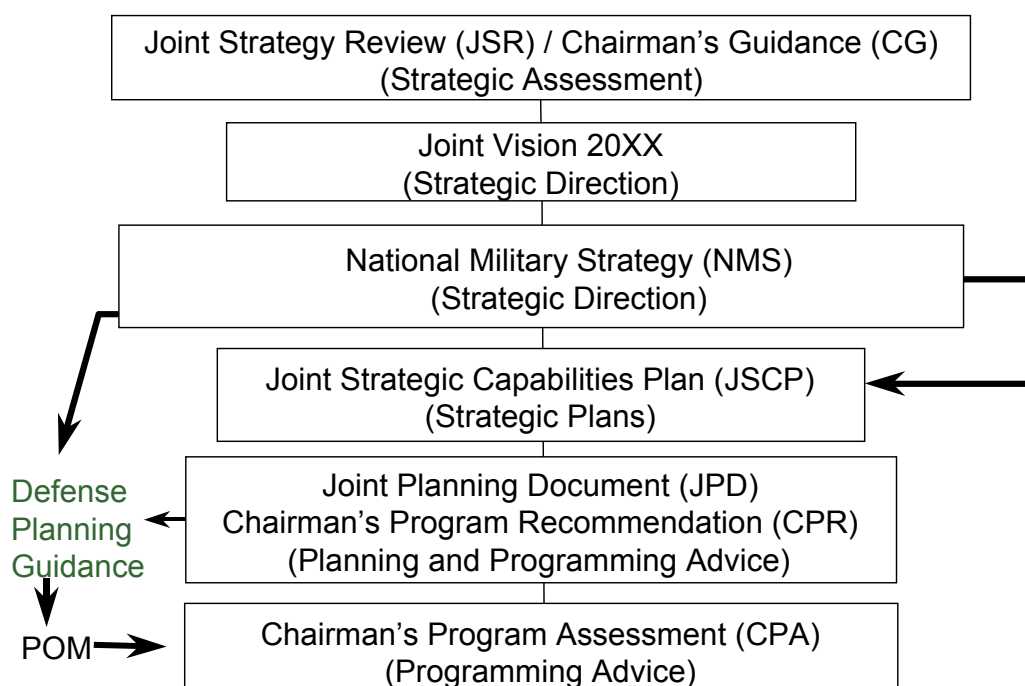 Joint Strategy Review (JSR) / Chairman's Guidance (CG)
(Strategic Assessment)
Joint Vision 20XX
(Strategic Direction)
National Military Strategy (NMS)
(Strategic Direction)
Joint Strategic Capabilities Plan (JSCP)
(Strategic Plans)
Defense
Planning
Guidance
Joint Planning Document (JPD)
Chairman's Program Recommendation (CPR)
(Planning and Programming Advice)
POM
Chairman's Program Assessment (CPA)
(Programming Advice)